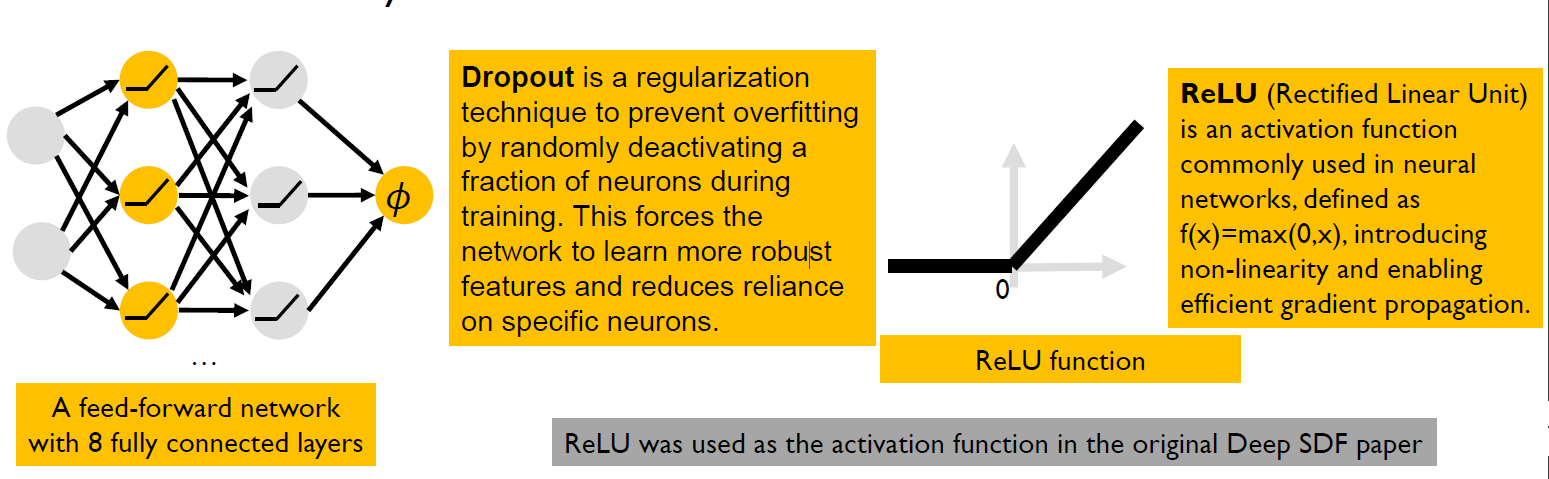 ϕ
…
A feed-forward network
with 8 fully connected layers
Dropout is a regularization
technique to prevent overfitting
by randomly deactivating a
fraction of neurons during
training. This forces the
network to learn more robust
features and reduces reliance
on specific neurons.
0
ReLU function
ReLU (Rectified Linear Unit)
is an activation function
commonly used in neural
networks, defined as
f(x)=max(0,x), introducing
non-linearity and enabling
efficient gradient propagation.
ReLU was used as the activation function in the original Deep SDF paper